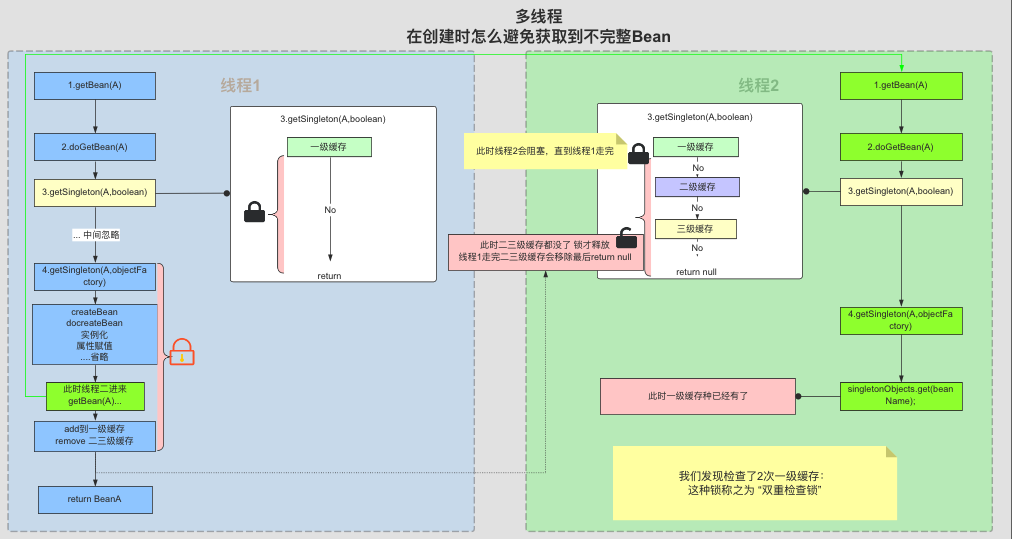 多线程
在创建时怎么避免获取到不完整Bean
线程1
1.getBean(A)
2.doGetBean(A)
3.getSingleton(A,boolean)
... 中间忽略
4.getSingleton(A,objectFa
ctory)
createBean
docreateBean
实例化
属性赋值
....省略
此时线程二进来
getBean(A)...
add到一级缓存
remove 二三级缓存
return BeanA
3.getSingleton(A,boolean)
一级缓存
No
return
线程2
此时线程2会阻塞，直到线程1走完
3.getSingleton(A,boolean)
一级缓存
No
二级缓存
No
三级缓存
No
return null
此时二三级缓存都没了 锁才释放
线程1走完二三级缓存会移除最后return null
1.getBean(A)
2.doGetBean(A)
3.getSingleton(A,boolean)
4.getSingleton(A,objectFa
ctory)
singletonObjects.get(bean
Name);
此时一级缓存种已经有了
我们发现检查了2次一级缓存：
这种锁称之为 “双重检查锁”